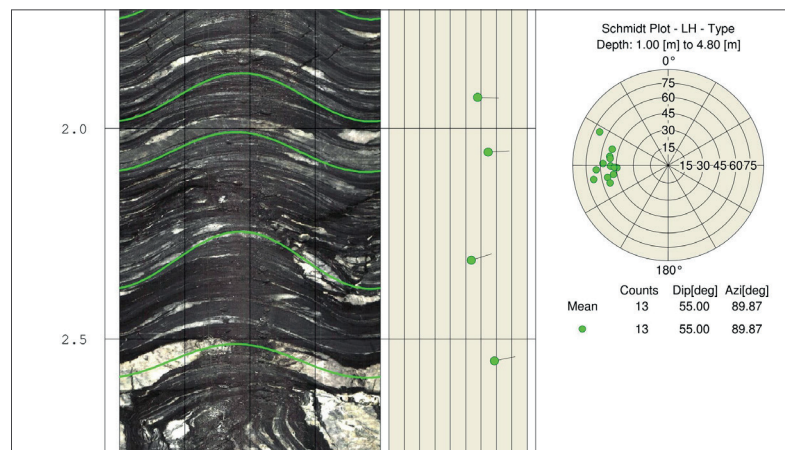 Schmidt Plot - LH - Type
Depth: 1.00 [m] to 4.80 [m]
0°
75
60
45
30
15
15 30 45 60 75
180°
Counts Dip[deg] Azi[deg]
Mean 13 55.00 89.87
13 55.00 89.87
2.0
2.5